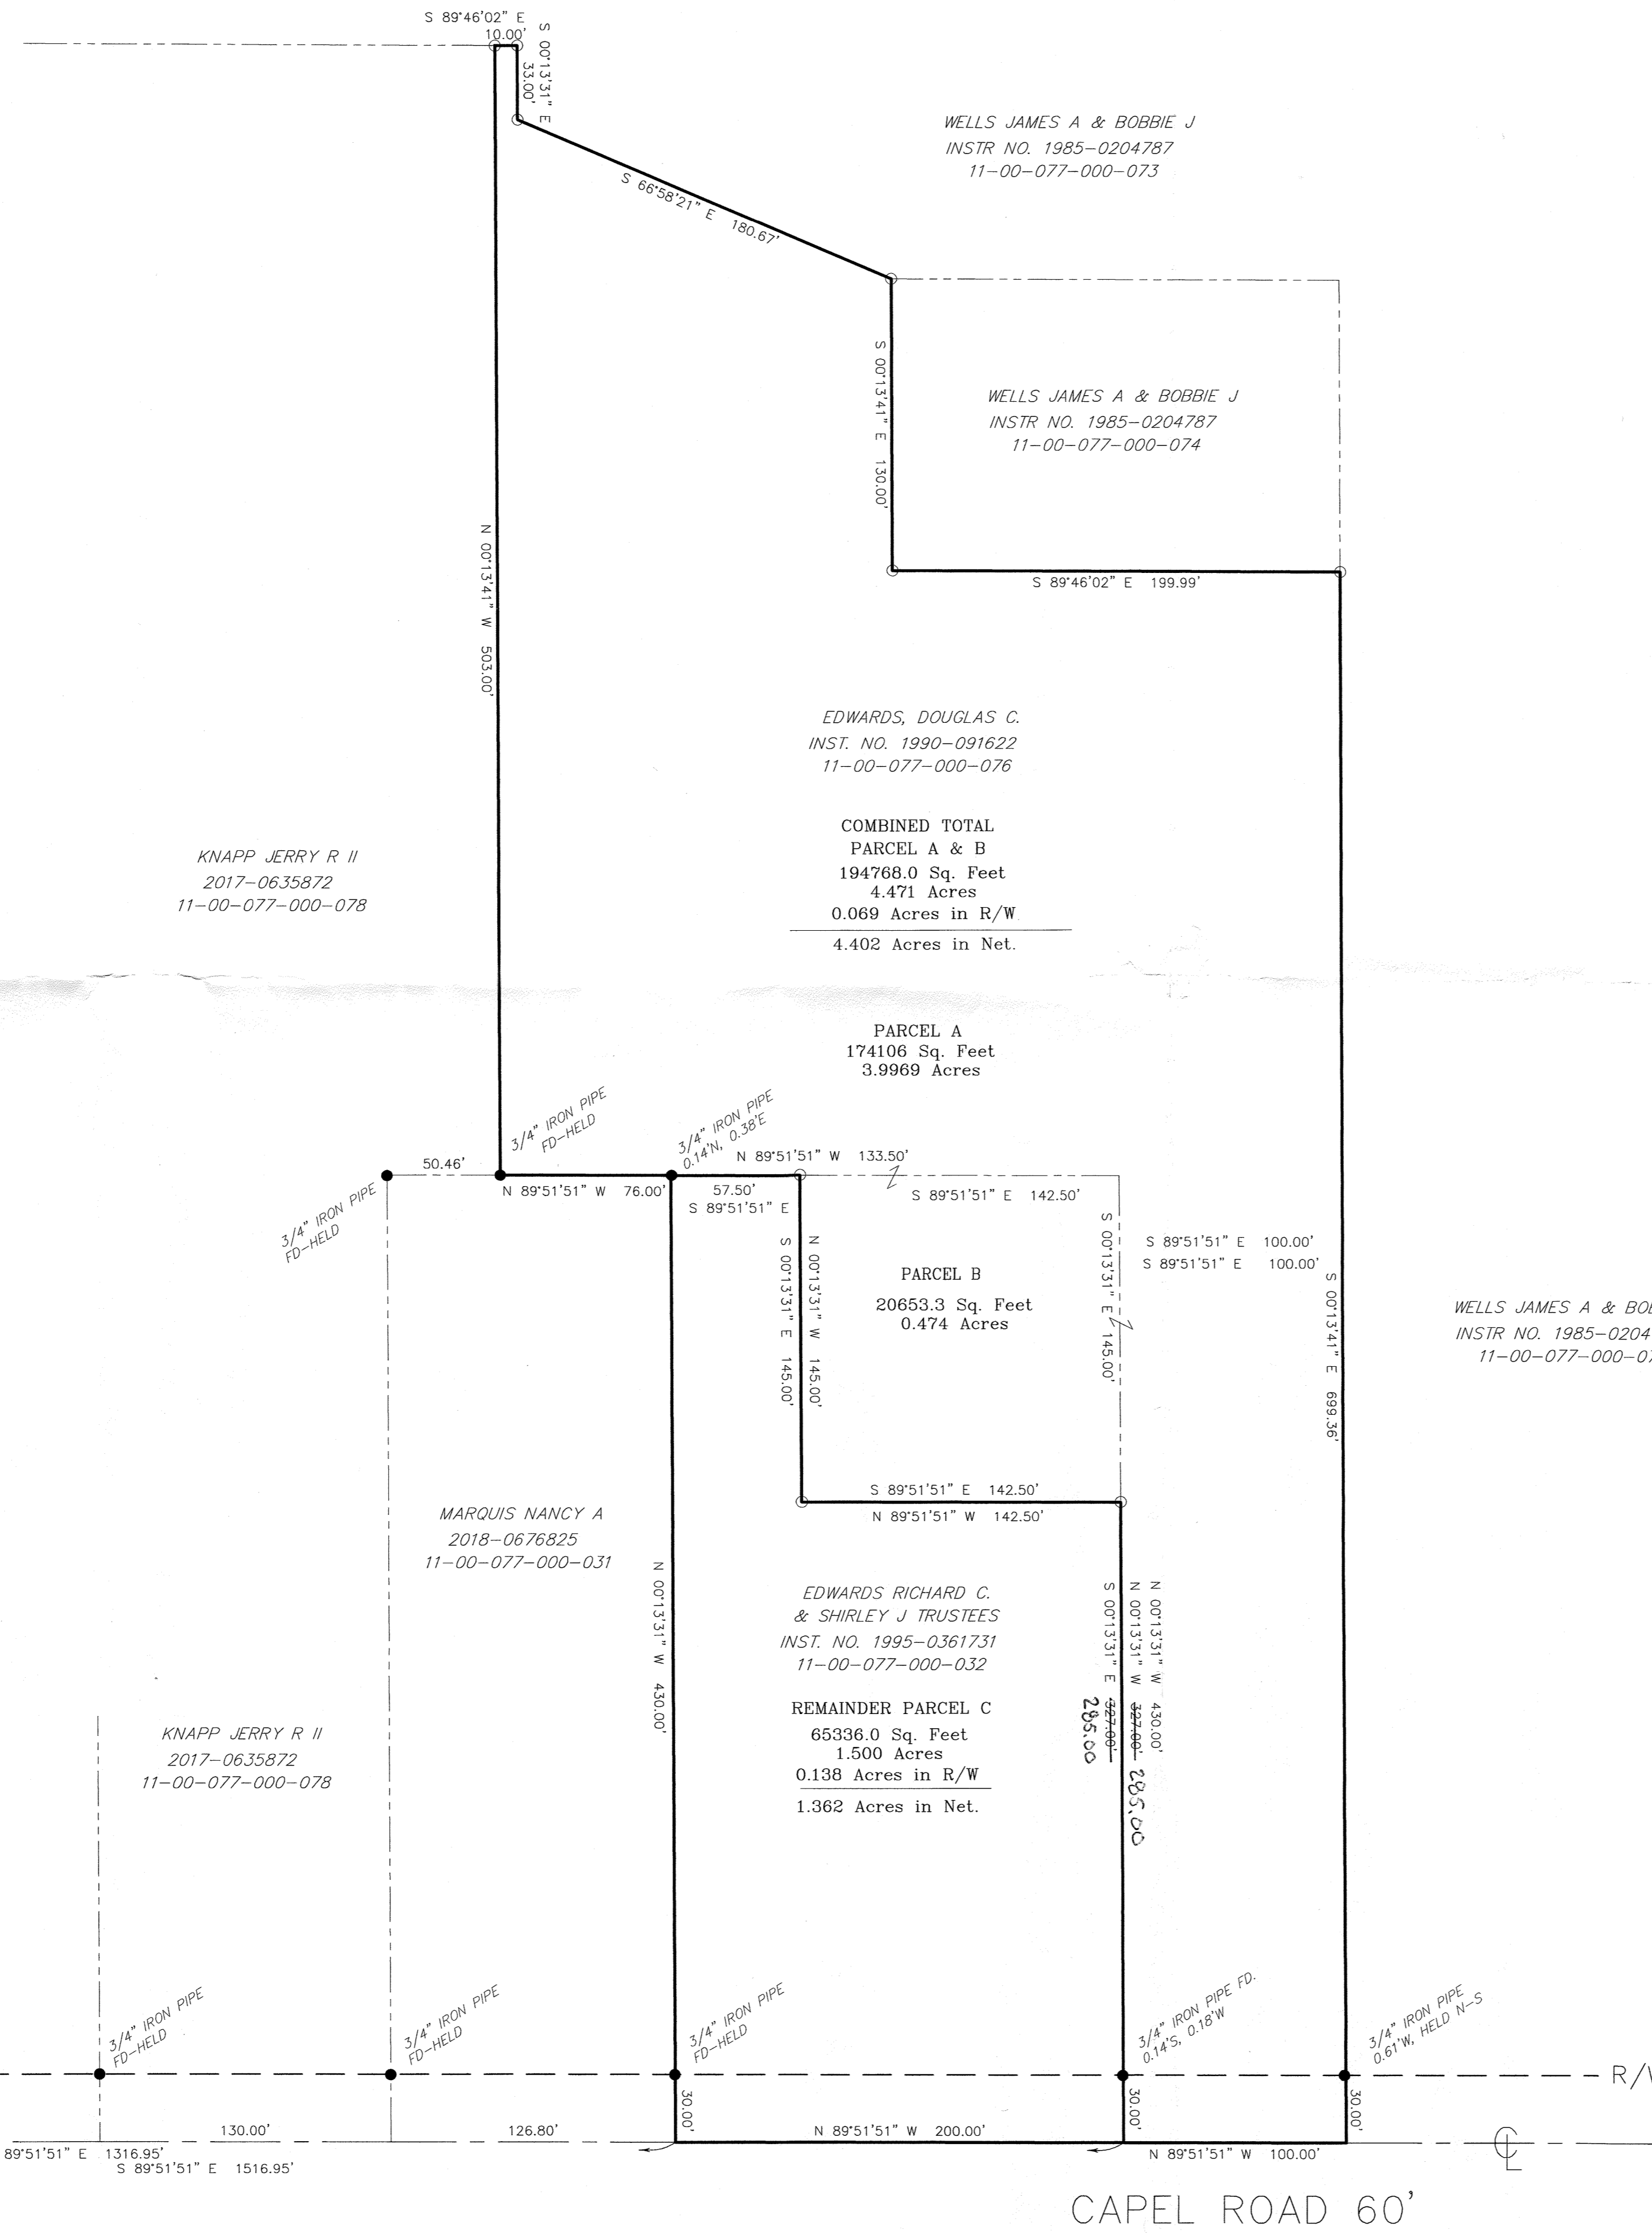 S 89°46'02" E
10.00'
S 00°13'31" E
33.00'
WELLS JAMES A & BOBBIE J
INSTR NO. 1985-0204787
11-00-077-000-073
S 66°58'21" E 180.67'
S 00°13'41" E 130.00'
WELLS JAMES A & BOBBIE J
INSTR NO. 1985-0204787
11-00-077-000-074
S 89°46'02" E 199.99'
N 00°13'41" W 503.00'
EDWARDS, DOUGLAS C.
INST. NO. 1990-091622
11-00-077-000-076
COMBINED TOTAL
PARCEL A & B
194768.0 Sq. Feet
4.471 Acres
0.069 Acres in R/W
4.402 Acres in Net.
KNAPP JERRY R II
2017-0635872
11-00-077-000-078
PARCEL A
174106 Sq. Feet
3.9969 Acres
3/4" IRON PIPE
FD-HELD
3/4" IRON PIPE
0.14'N, 0.38'E
N 89°51'51" W 133.50'
50.46'
N 89°51'51" W 76.00'
57.50'
S 89°51'51" E
S 89°51'51" E 142.50'
3/4" IRON PIPE
FD-HELD
S 00°13'31" E 145.00'
N 00°13'31" W 145.00'
S 00°13'31" E 145.00'
S 89°51'51" E 100.00'
S 89°51'51" E 100.00'
PARCEL B
20653.3 Sq. Feet
0.474 Acres
S 00°13'41" E 699.36'
WELLS JAMES A & BO
INSTR NO. 1985-0204
11-00-077-000-07
S 89°51'51" E 142.50'
N 89°51'51" W 142.50'
MARQUIS NANCY A
2018-0676825
11-00-077-000-031
N 00°13'31" W 430.00'
EDWARDS RICHARD C.
& SHIRLEY J TRUSTEES
INST. NO. 1995-0361731
11-00-077-000-032
REMAINDER PARCEL C
65336.0 Sq. Feet
1.500 Acres
0.138 Acres in R/W
1.362 Acres in Net.
S 00°13'31" E 327.00'
285.00
N 00°13'31" W 327.00' 285.00
N 00°13'31" W 430.00'
KNAPP JERRY R II
2017-0635872
11-00-077-000-078
3/4" IRON PIPE
FD-HELD
3/4" IRON PIPE
FD-HELD
3/4" IRON PIPE
FD-HELD
3/4" IRON PIPE FD.
0.14'S, 0.18'W
3/4" IRON PIPE
0.61'W, HELD N-S
R/W
30.00'
30.00'
30.00'
130.00'
126.80'
N 89°51'51" W 200.00'
N 89°51'51" W 100.00'
89°51'51" E 1316.95'
S 89°51'51" E 1516.95'
CL
CAPEL ROAD 60'